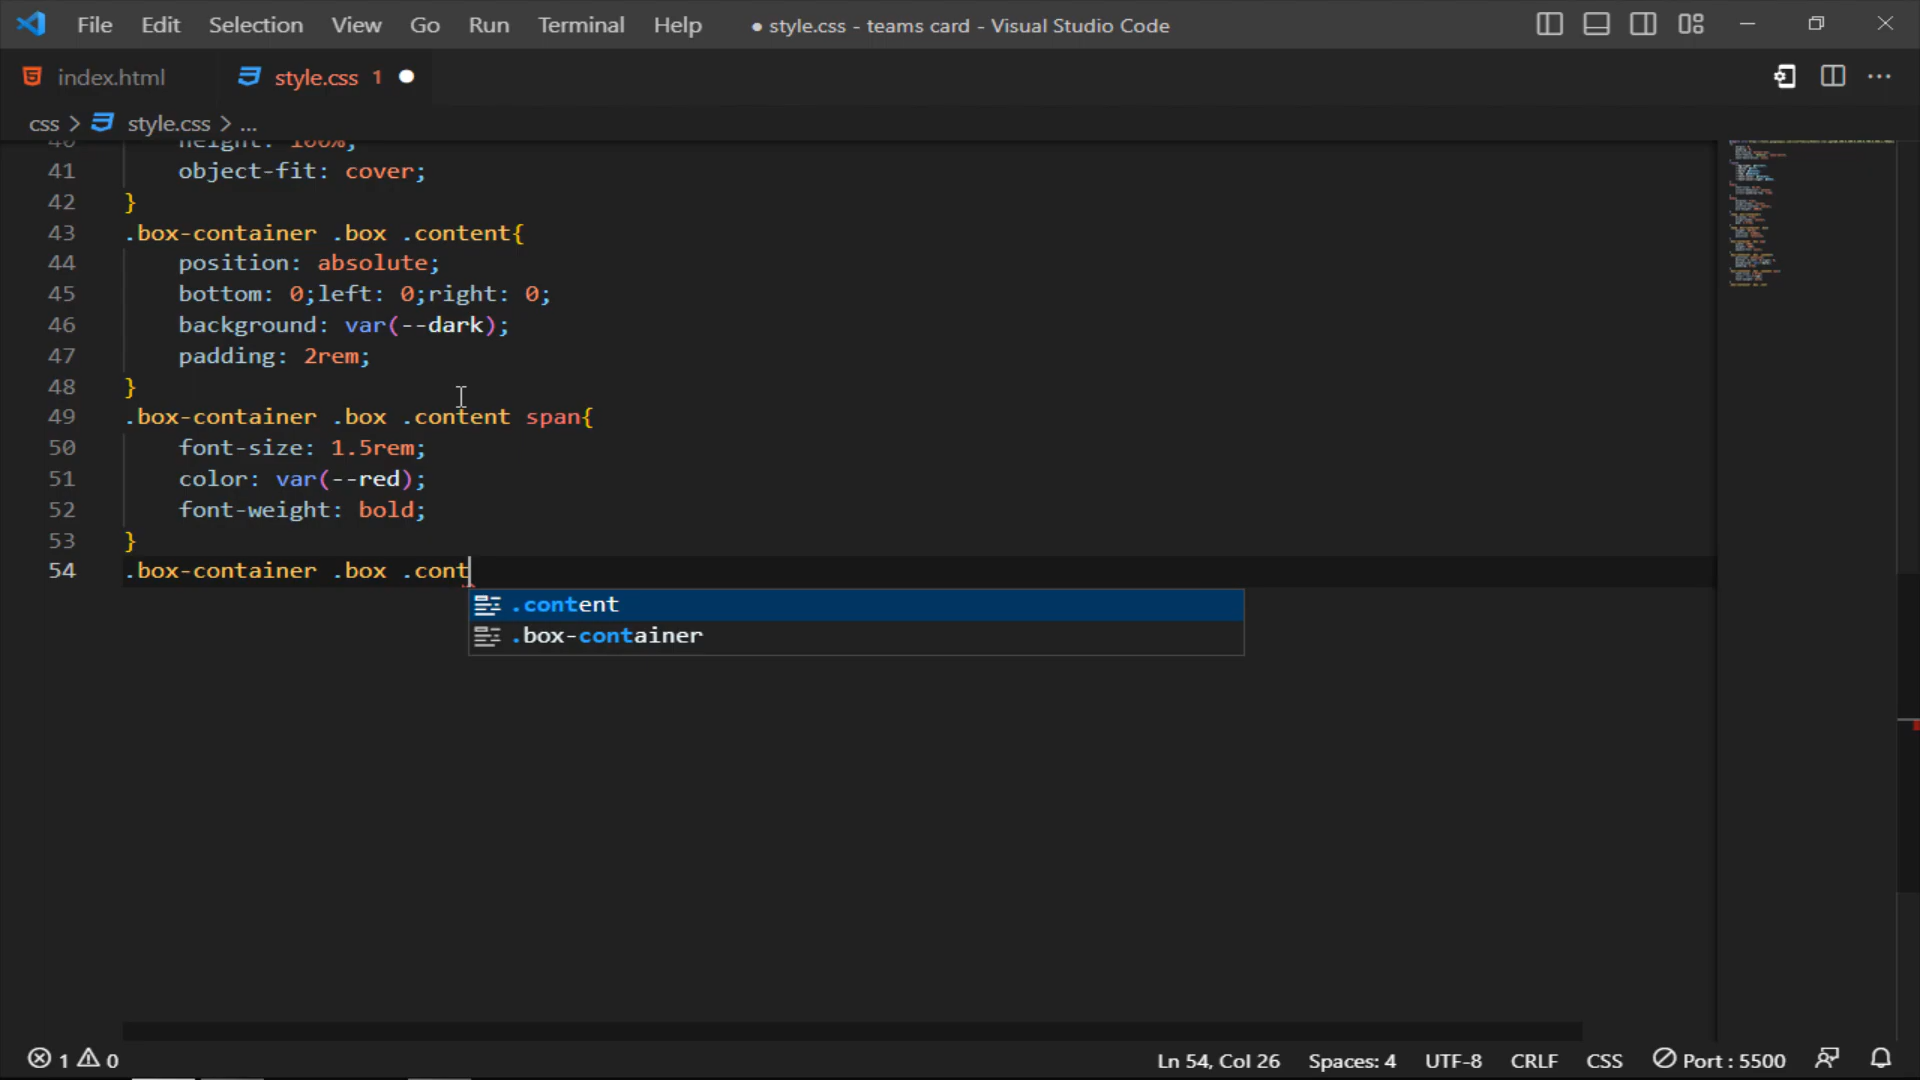 File Edit Selection View Go Run Terminal Help ● style.css - teams card - Visual Studio Code
index.html style.css 1
css > style.css > ...
40 height: 100%;
41 object-fit: cover;
42 }
43 .box-container .box .content{
44 position: absolute;
45 bottom: 0;left: 0;right: 0;
46 background: var(--dark);
47 padding: 2rem;
48 }
49 .box-container .box .content span{
50 font-size: 1.5rem;
51 color: var(--red);
52 font-weight: bold;
53 }
54 .box-container .box .cont
.content
.box-container
1 0 Ln 54, Col 26 Spaces: 4 UTF-8 CRLF CSS Port : 5500